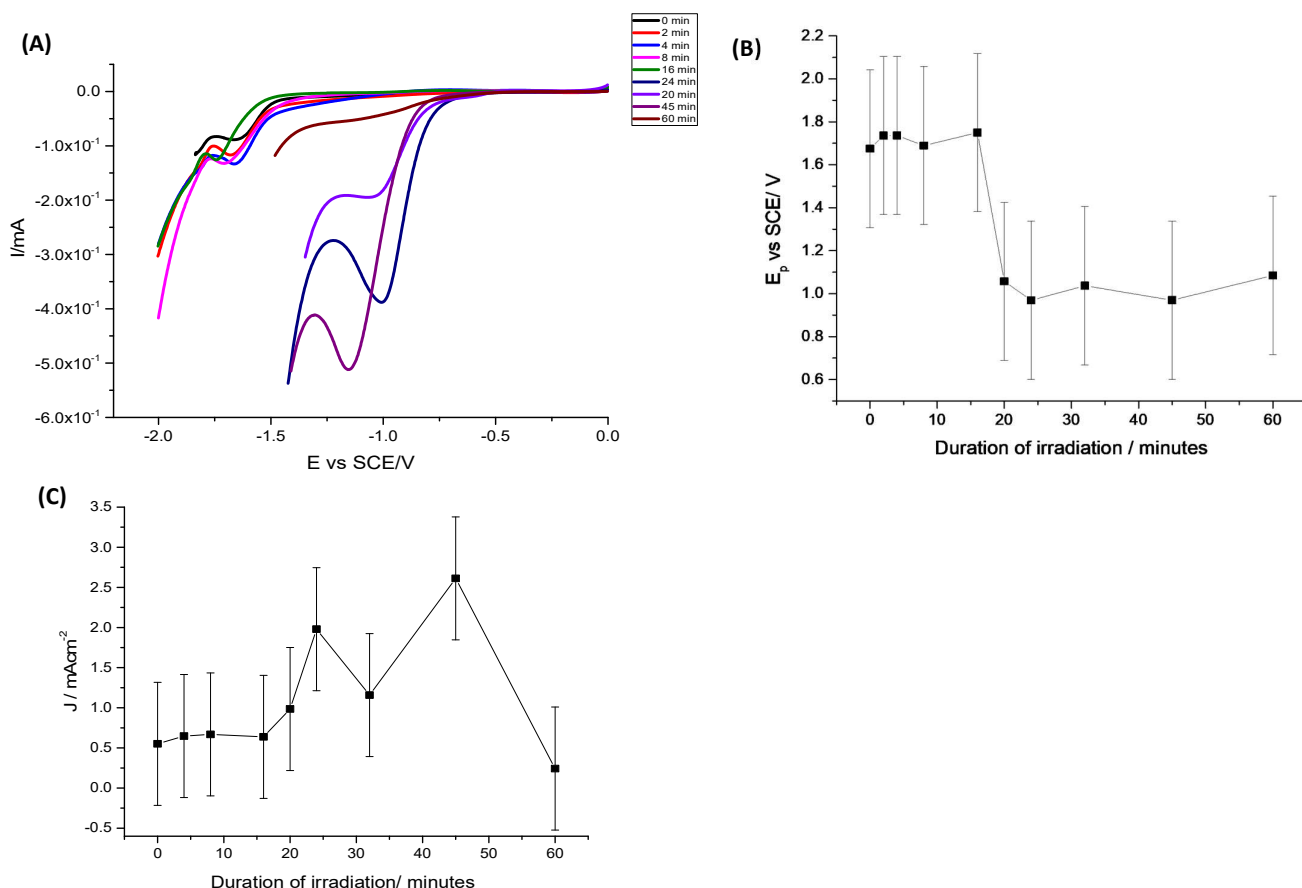 (A)
0 min
2 min
4 min
8 min
16 min
24 min
20 min
45 min
60 min
0.0
-1.0x10⁻¹
-2.0x10⁻¹
-3.0x10⁻¹
-4.0x10⁻¹
-5.0x10⁻¹
-6.0x10⁻¹
I/mA
-2.0 -1.5 -1.0 -0.5 0.0
E vs SCE/V
(B)
2.2
2.0
1.8
1.6
1.4
1.2
1.0
0.8
0.6
Eₚ vs SCE/ V
0 10 20 30 40 50 60
Duration of irradiation / minutes
(C)
3.5
3.0
2.5
2.0
1.5
1.0
0.5
0.0
-0.5
J / mAcm⁻²
0 10 20 30 40 50 60
Duration of irradiation/ minutes